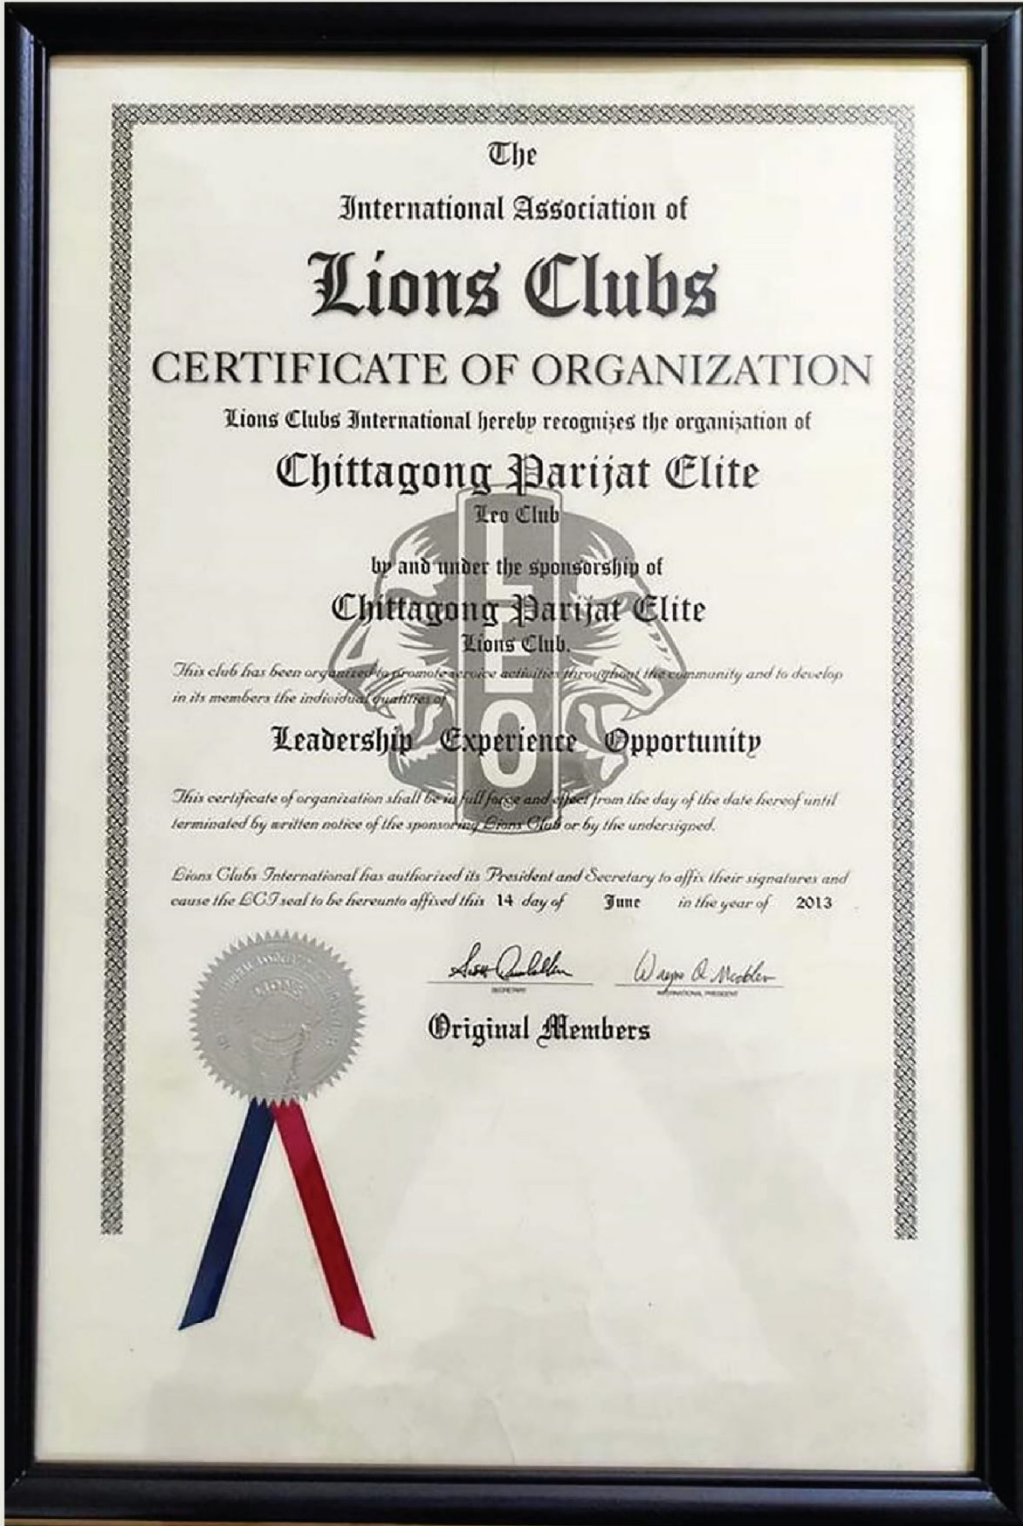 The
International Association of
Lions Clubs
CERTIFICATE OF ORGANIZATION
Lions Clubs International hereby recognizes the organization of
Chittagong Parijat Elite
Leo Club
by and under the sponsorship of
Chittagong Parijat Elite
Lions Club.
This club has been organized to promote service activities throughout the community and to develop
in its members the individual qualities of
Leadership Experience Opportunity
This certificate of organization shall be in full force and effect from the day of the date hereof until
terminated by written notice of the sponsoring Lions Club or by the undersigned.
Lions Clubs International has authorized its President and Secretary to affix their signatures and
cause the LCI seal to be hereunto affixed this 14 day of June in the year of 2013
SECRETARY
INTERNATIONAL PRESIDENT
Original Members
LIONS
LEO